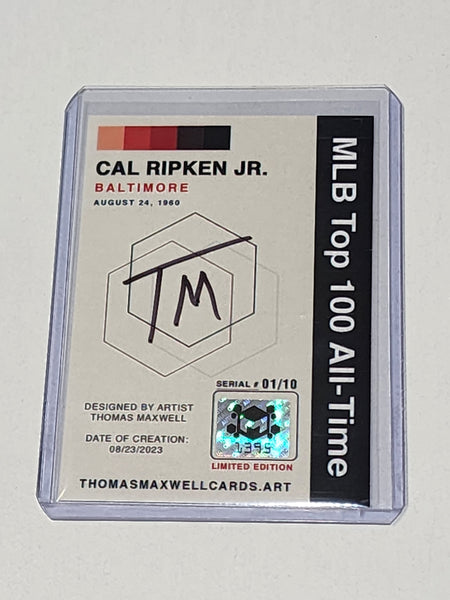 CAL RIPKEN JR.
BALTIMORE
AUGUST 24, 1960
MLB Top 100 All-Time
TM
SERIAL # 01/10
DESIGNED BY ARTIST
THOMAS MAXWELL
DATE OF CREATION:
08/23/2023
LIMITED EDITION
THOMASMAXWELLCARDS.ART